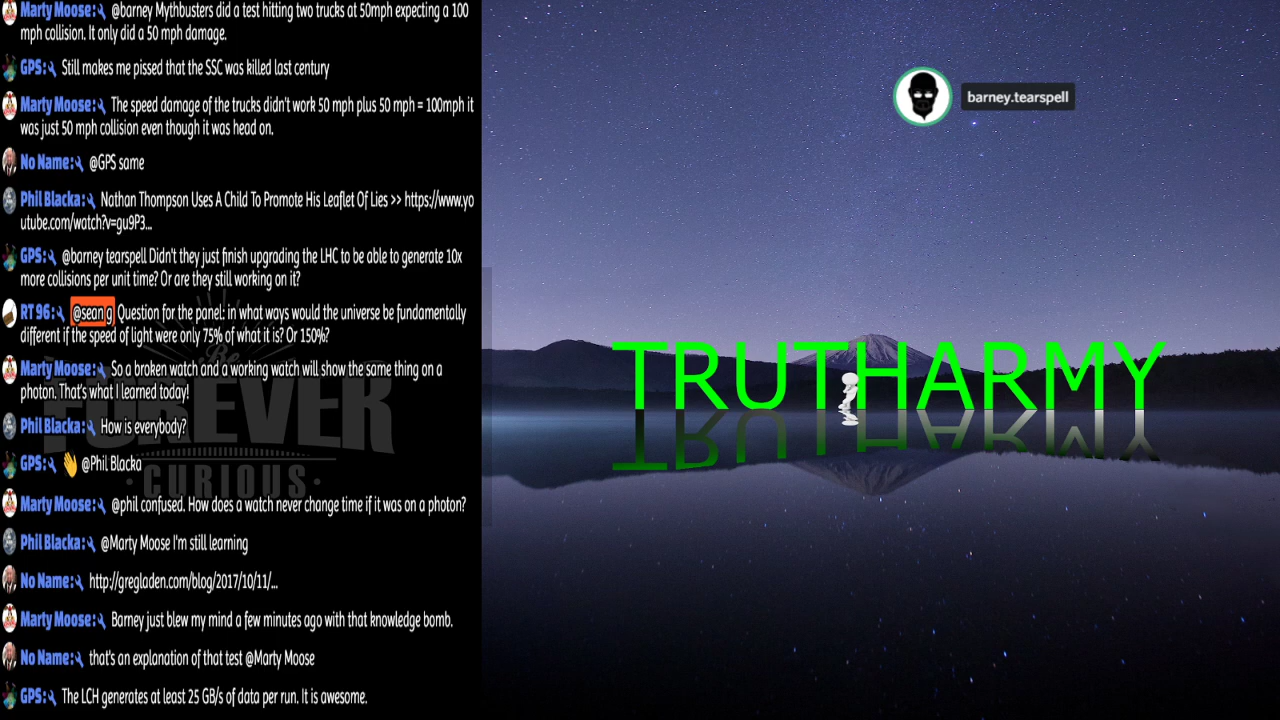 Marty Moose: @barney Mythbusters did a test hitting two trucks at 50mph expecting a 100
mph collision. It only did a 50 mph damage.
GPS: Still makes me pissed that the SSC was killed last century
Marty Moose: The speed damage of the trucks didn't work 50 mph plus 50 mph = 100mph it
was just 50 mph collision even though it was head on.
No Name: @GPS same
Phil Blacka: Nathan Thompson Uses A Child To Promote His Leaflet Of Lies >> https://www.yo
utube.com/watch?v=gu9P3...
GPS: @barney tearspell Didn't they just finish upgrading the LHC to be able to generate 10x
more collisions per unit time? Or are they still working on it?
RT 96: @sean g Question for the panel: in what ways would the universe be fundamentally
different if the speed of light were only 75% of what it is? Or 150%?
Marty Moose: So a broken watch and a working watch will show the same thing on a
photon. That's what I learned today!
Phil Blacka: How is everybody?
GPS: 👋 @Phil Blacka
Marty Moose: @phil confused. How does a watch never change time if it was on a photon?
Phil Blacka: @Marty Moose I'm still learning
No Name: http://gregladen.com/blog/2017/10/11/...
Marty Moose: Barney just blew my mind a few minutes ago with that knowledge bomb.
No Name: that's an explanation of that test @Marty Moose
GPS: The LCH generates at least 25 GB/s of data per run. It is awesome.
Be
FOREVER
·CURIOUS·
barney.tearspell
TRUTHARMY